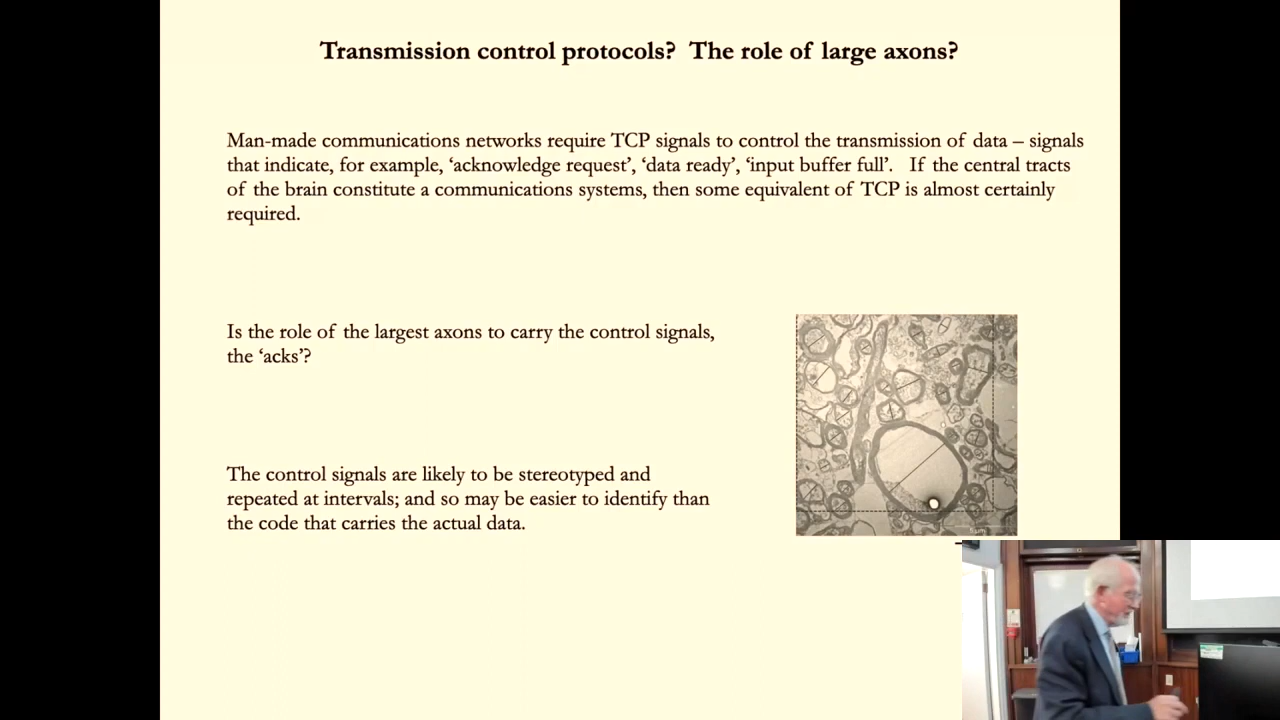 Transmission control protocols?  The role of large axons?
Man-made communications networks require TCP signals to control the transmission of data – signals
that indicate, for example, ‘acknowledge request’, ‘data ready’, ‘input buffer full’.   If the central tracts
of the brain constitute a communications systems, then some equivalent of TCP is almost certainly
required.
Is the role of the largest axons to carry the control signals,
the ‘acks’?
The control signals are likely to be stereotyped and
repeated at intervals; and so may be easier to identify than
the code that carries the actual data.